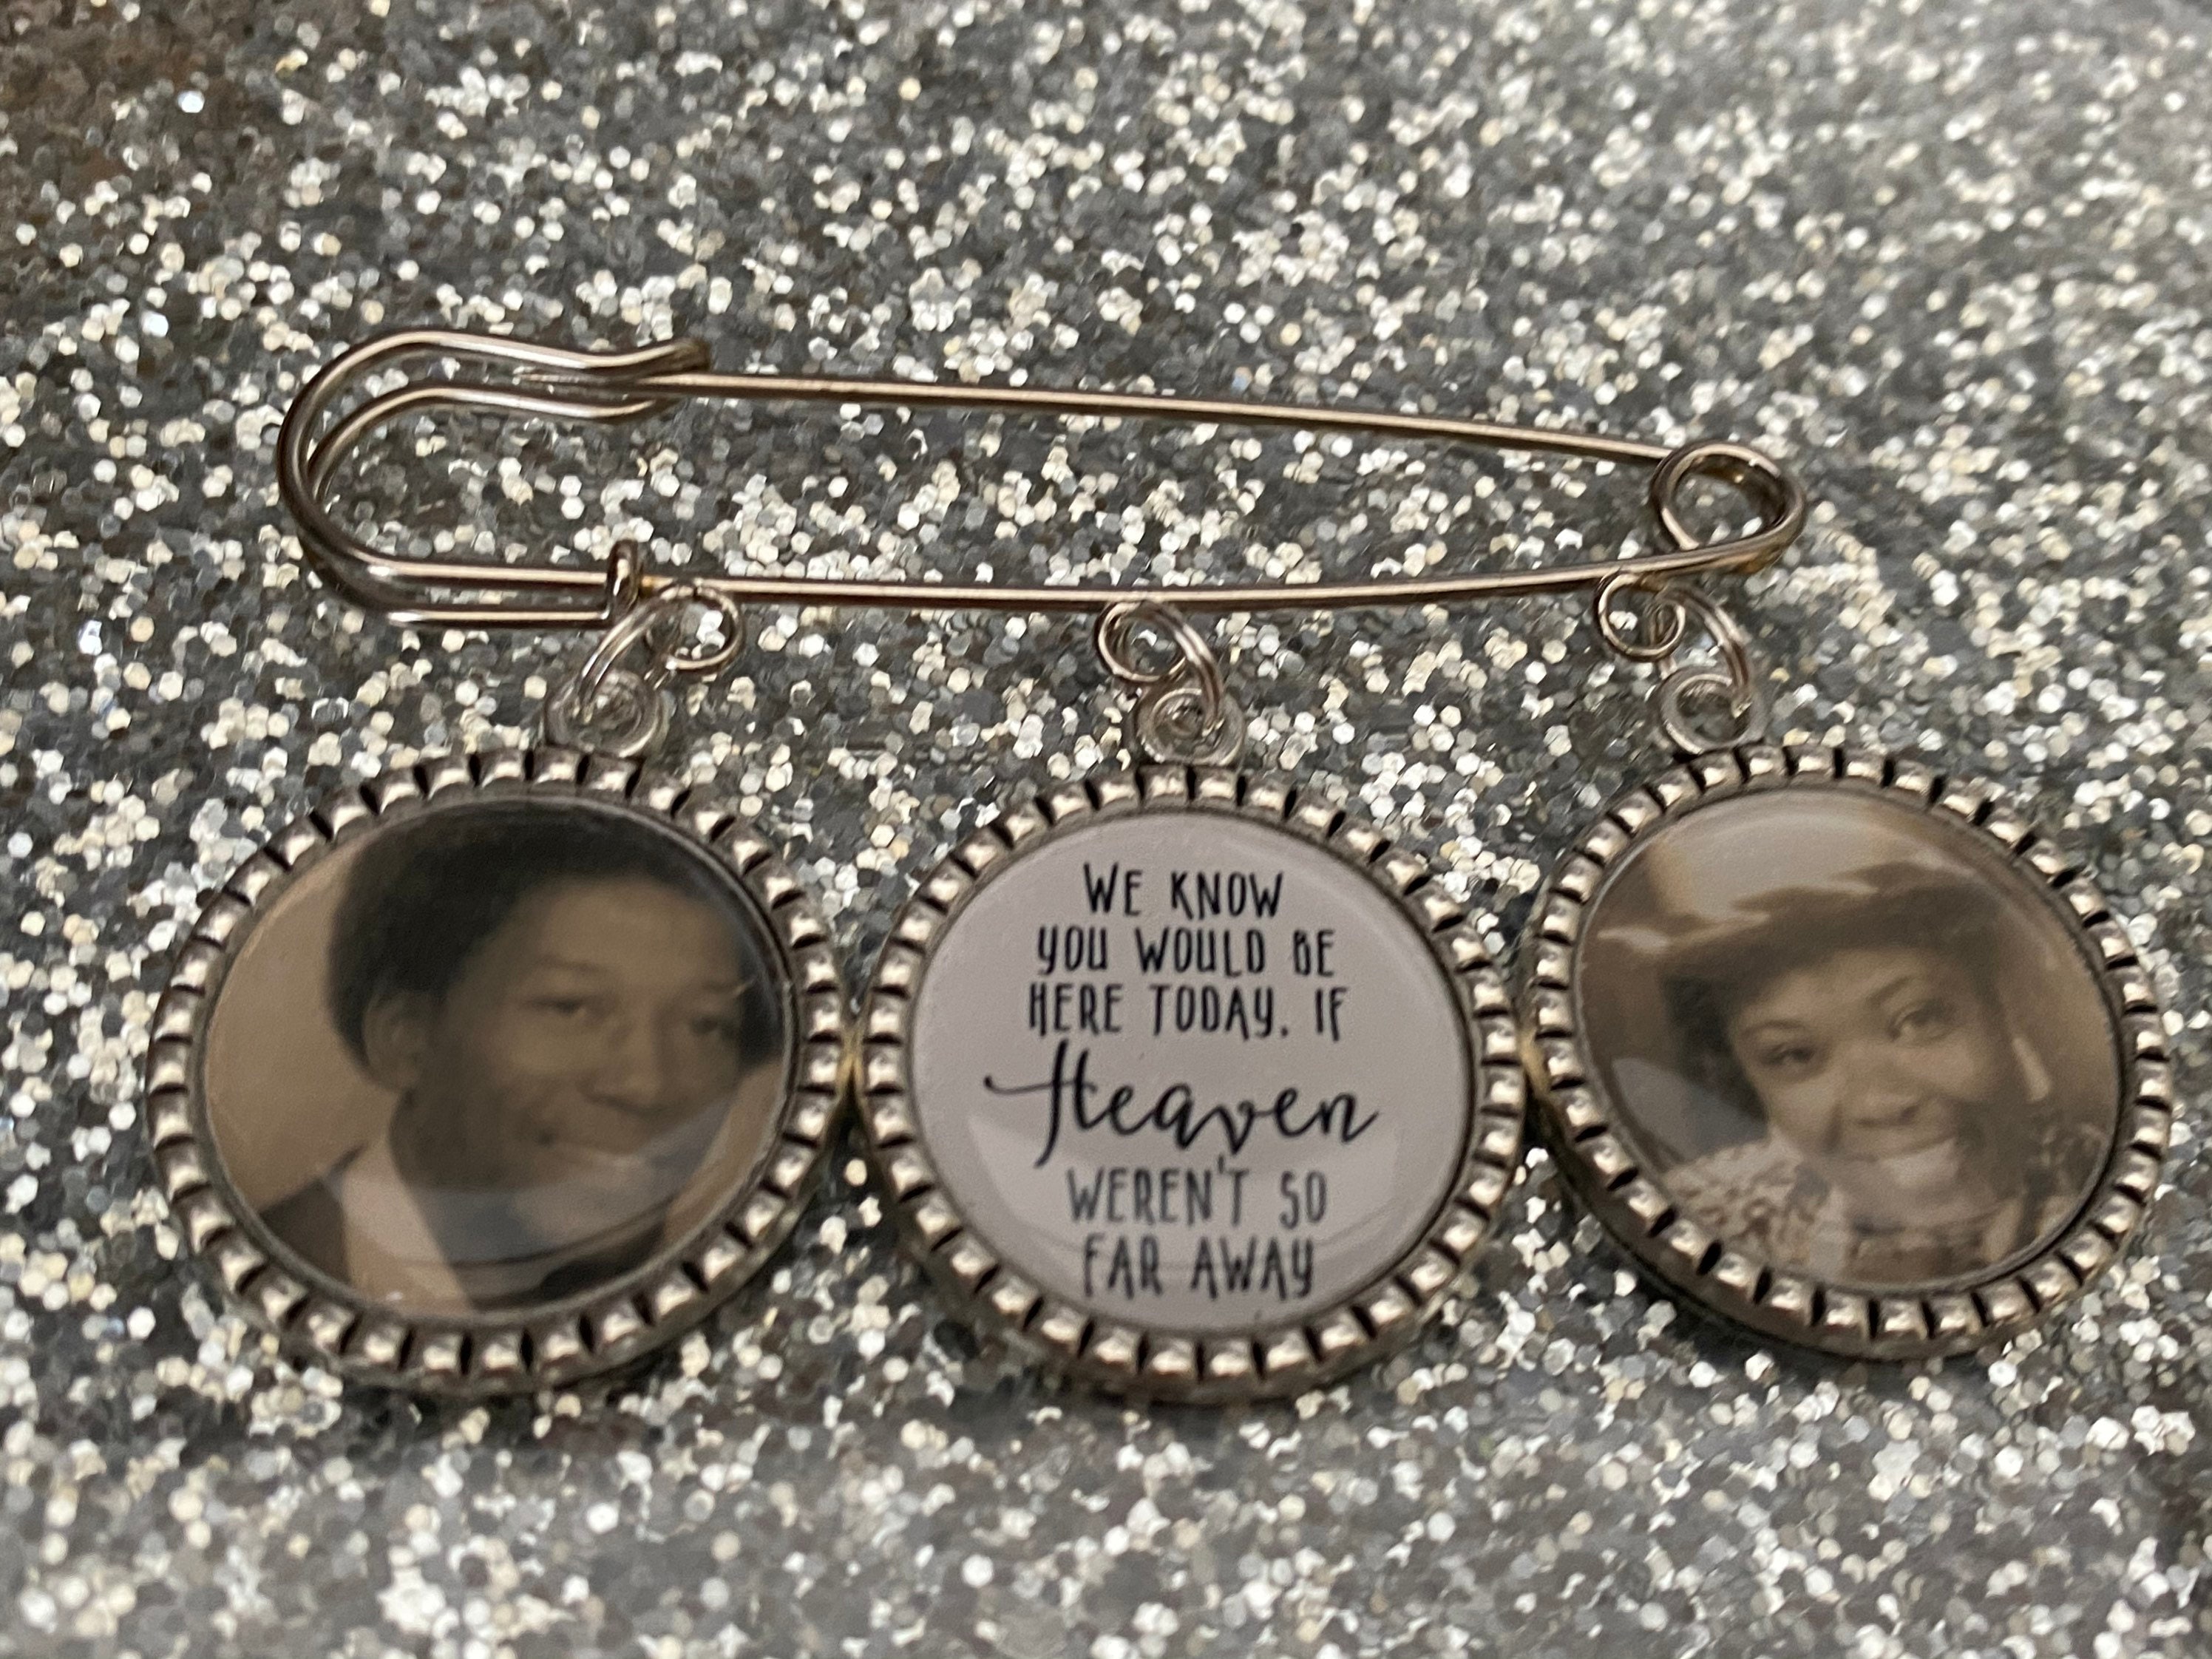 WE KNOW
YOU WOULD BE
HERE TODAY. IF
Heaven
WEREN'T SO
FAR AWAY